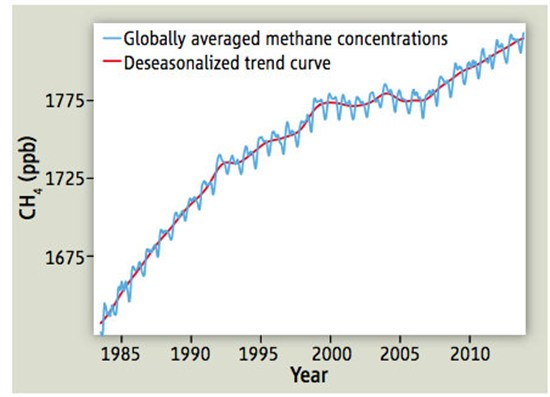 Globally averaged methane concentrations
Deseasonalized trend curve
1775
1725
1675
CH₄ (ppb)
1985 1990 1995 2000 2005 2010
Year